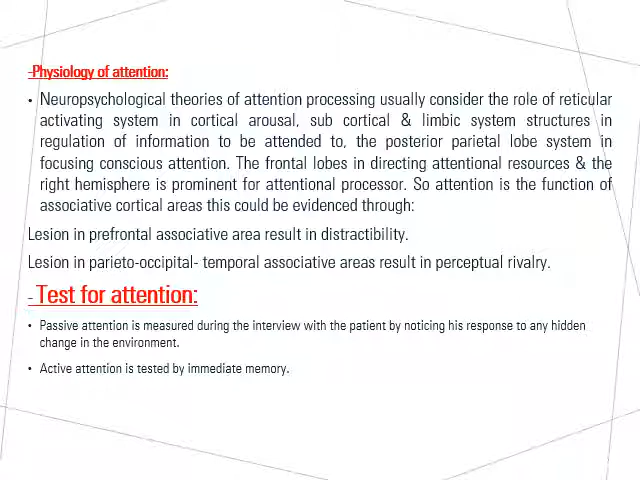 -Physiology of attention:
• Neuropsychological theories of attention processing usually consider the role of reticular
activating system in cortical arousal, sub cortical & limbic system structures in
regulation of information to be attended to, the posterior parietal lobe system in
focusing conscious attention. The frontal lobes in directing attentional resources & the
right hemisphere is prominent for attentional processor. So attention is the function of
associative cortical areas this could be evidenced through:
Lesion in prefrontal associative area result in distractibility.
Lesion in parieto-occipital- temporal associative areas result in perceptual rivalry.
- Test for attention:
• Passive attention is measured during the interview with the patient by noticing his response to any hidden
change in the environment.
• Active attention is tested by immediate memory.